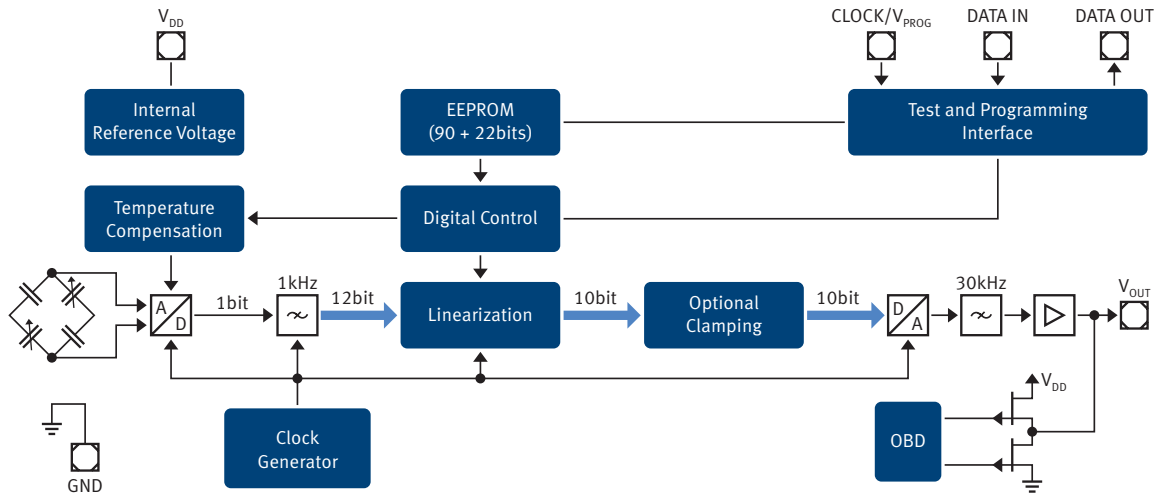 V_DD
CLOCK/V_PROG
DATA IN
DATA OUT
Internal
Reference Voltage
EEPROM
(90 + 22bits)
Test and Programming
Interface
Temperature
Compensation
Digital Control
A
D
1bit
1kHz
12bit
Linearization
10bit
Optional
Clamping
10bit
D
A
30kHz
V_OUT
GND
Clock
Generator
OBD
V_DD